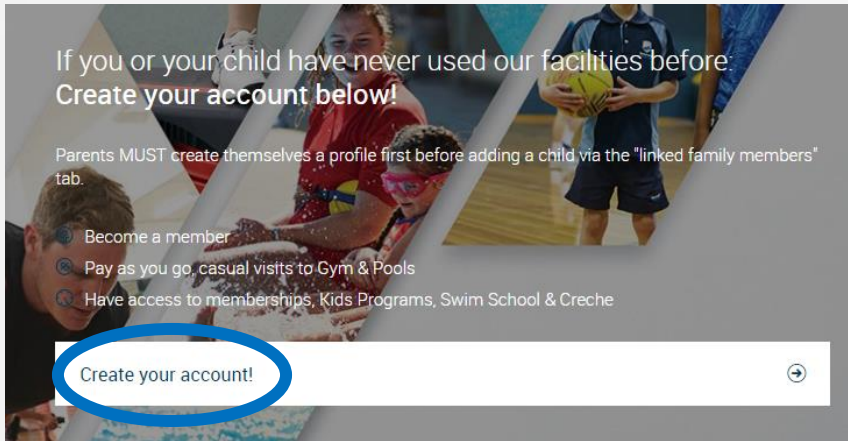 If you or your child have never used our facilities before:
Create your account below!
Parents MUST create themselves a profile first before adding a child via the "linked family members"
tab.
Become a member
Pay as you go, casual visits to Gym & Pools
Have access to memberships, Kids Programs, Swim School & Creche
Create your account!